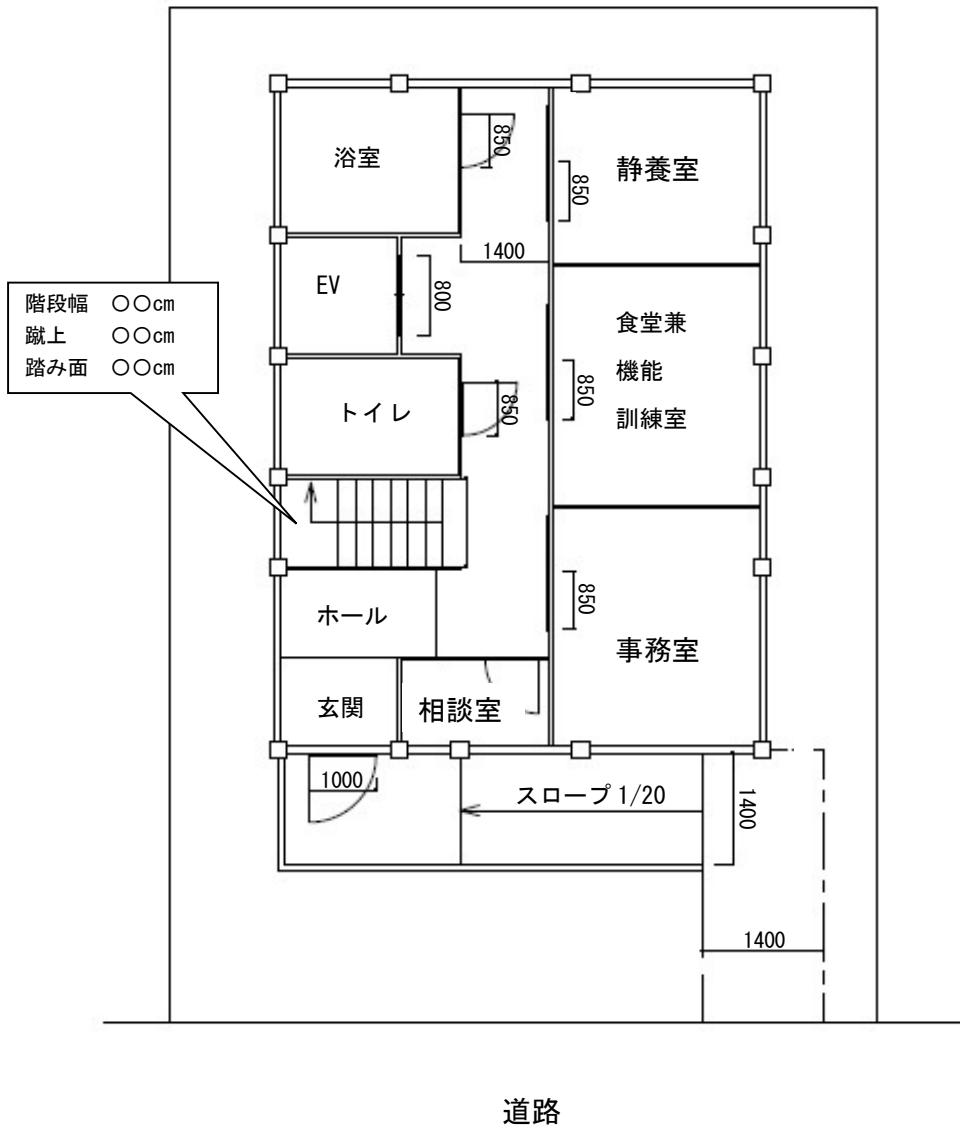 浴室
850
850
静養室
1400
EV
800
階段幅 〇〇cm
蹴上 〇〇cm
踏み面 〇〇cm
食堂兼
機能
訓練室
850
トイレ
850
ホール
850
事務室
玄関
相談室
1000
スロープ 1/20
1400
1400
道路